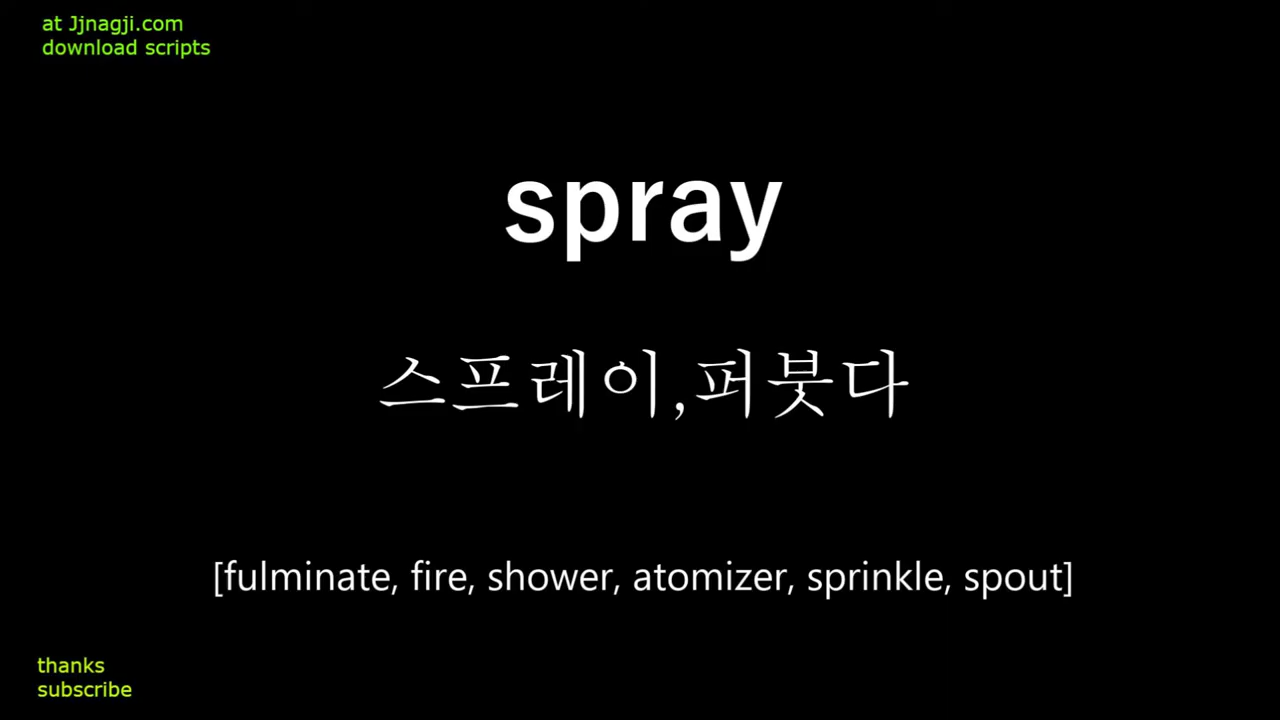 at Jjnagji.com
download scripts
spray
스프레이,퍼붓다
[fulminate, fire, shower, atomizer, sprinkle, spout]
thanks
subscribe